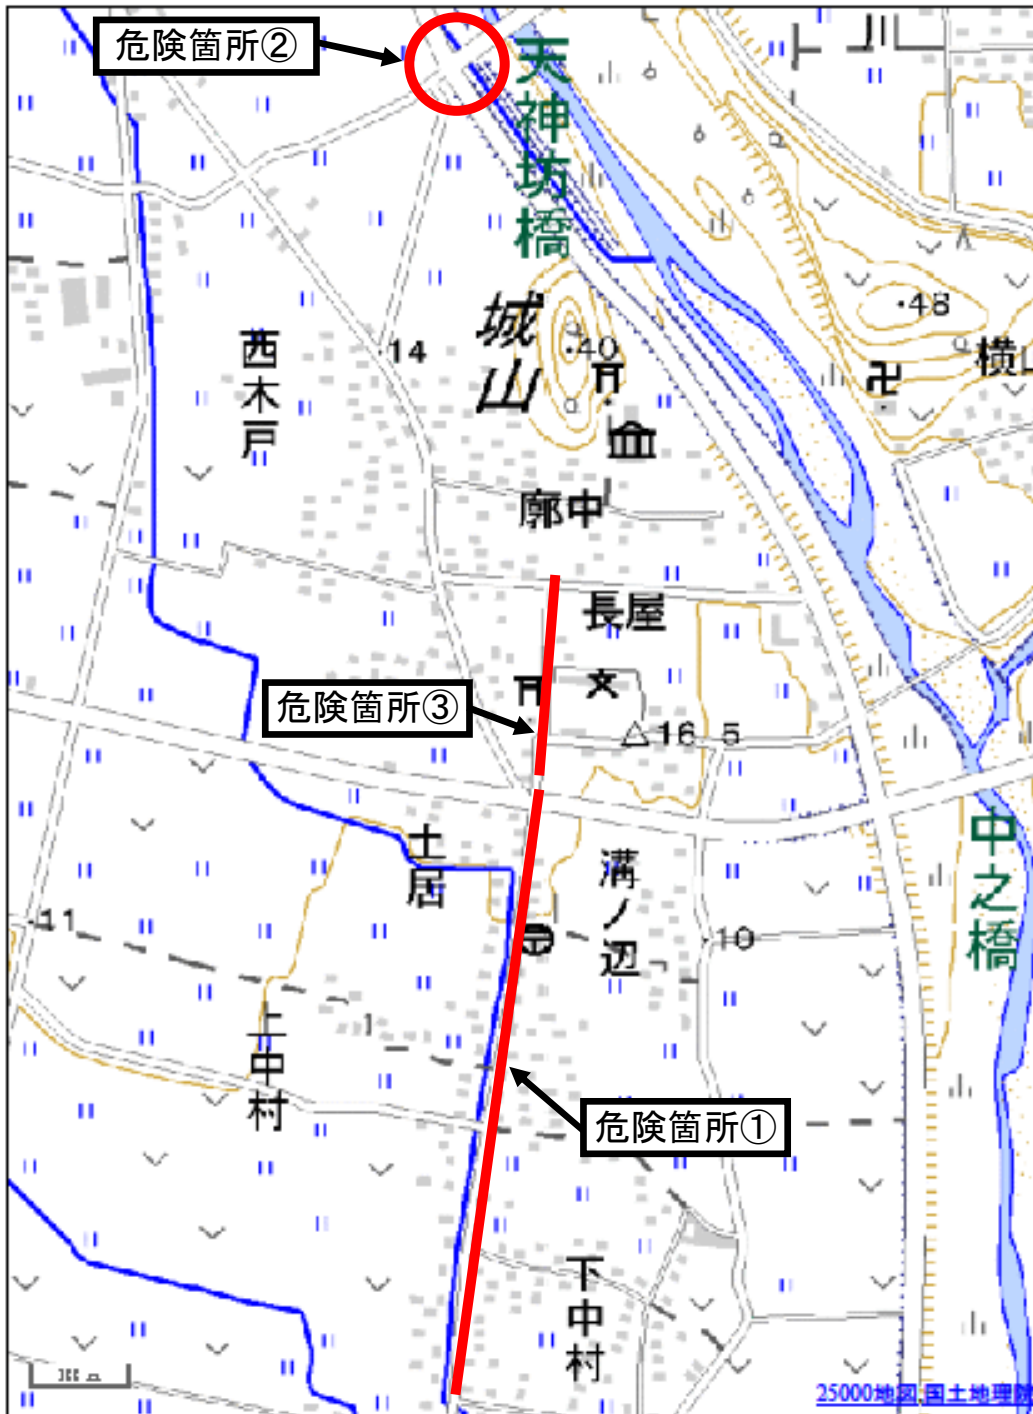 危険箇所②
天神坊橋
川
城山
西木戸
14
40
48
横山
廓中
長屋
危険箇所③
文
16.5
土居
溝ノ辺
中之橋
11
10
上中村
危険箇所①
下中村
25000地図 国土地理院